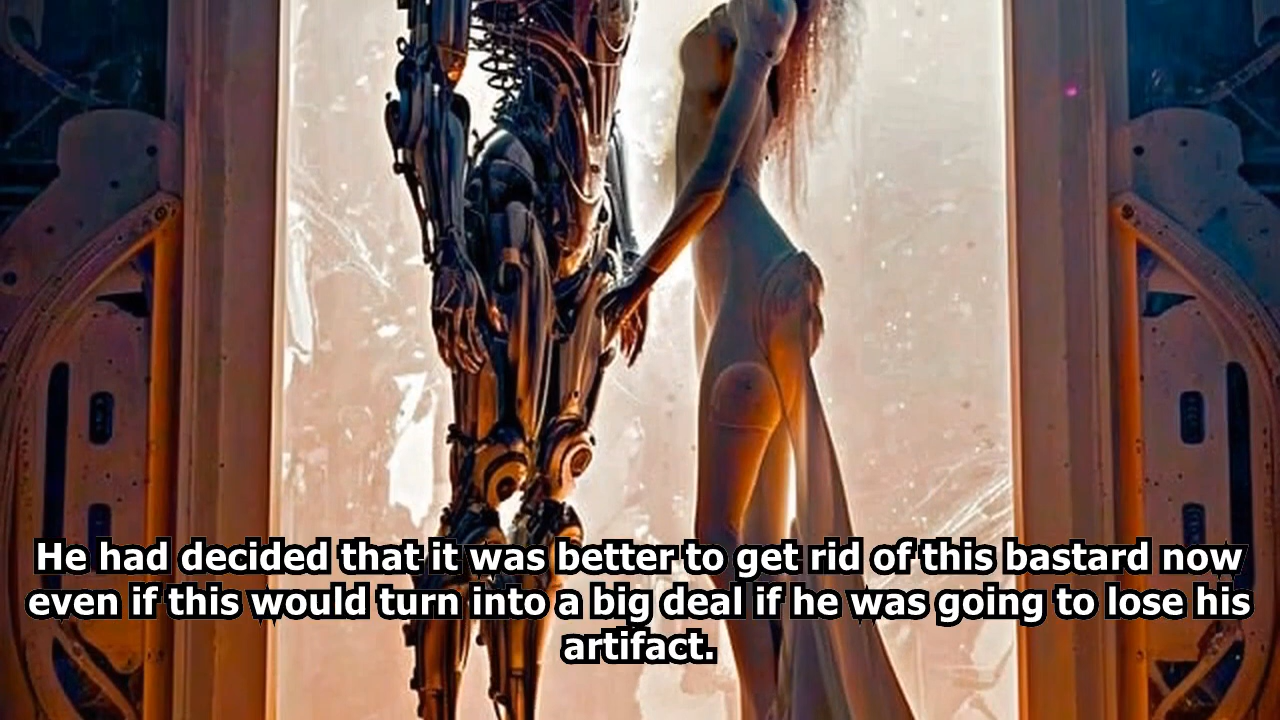 He had decided that it was better to get rid of this bastard now
even if this would turn into a big deal if he was going to lose his
artifact.